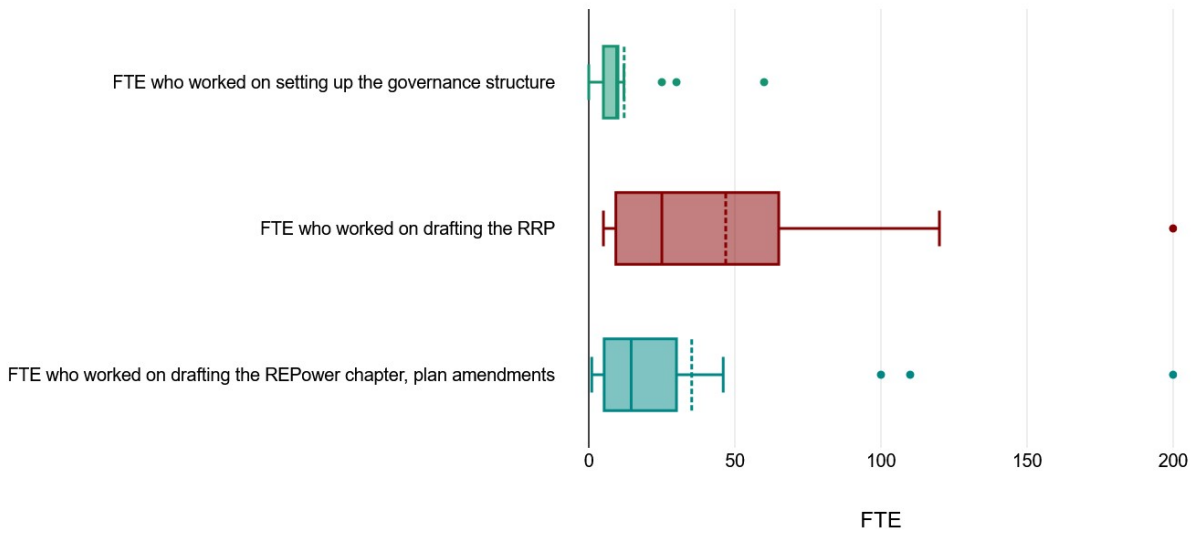 FTE who worked on setting up the governance structure
FTE who worked on drafting the RRP
FTE who worked on drafting the REPower chapter, plan amendments
0 50 100 150 200
FTE